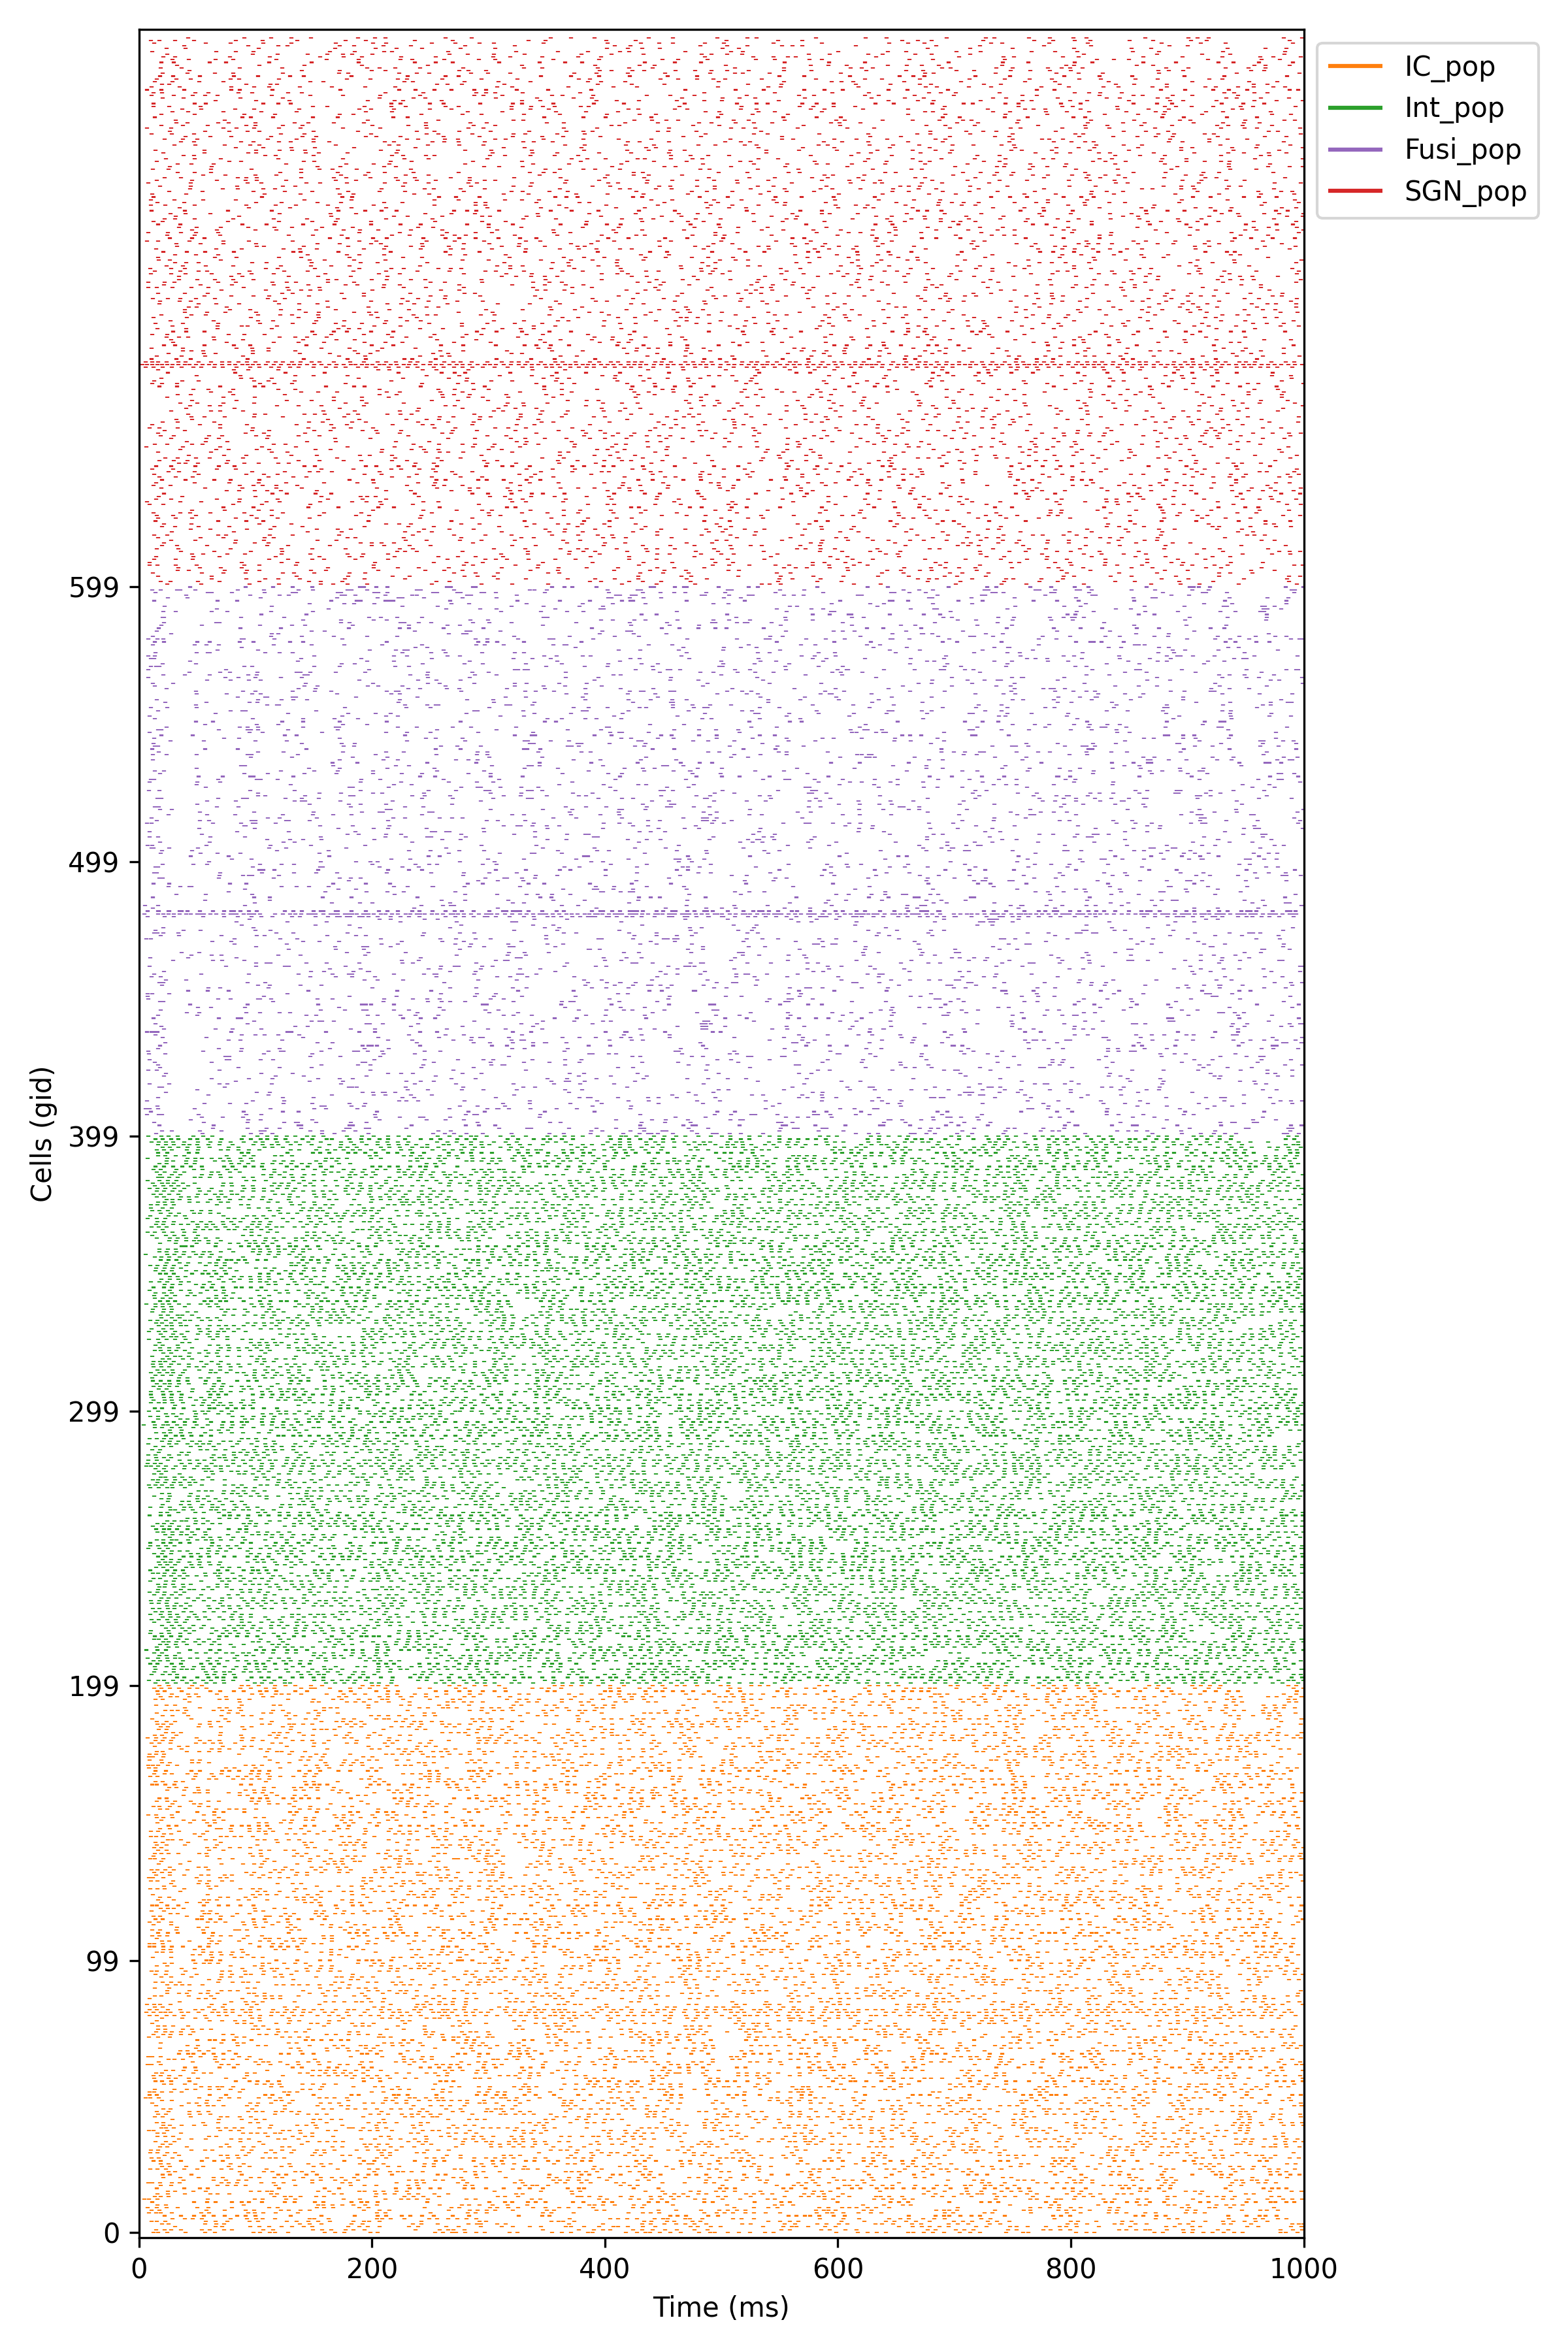 IC_pop
Int_pop
Fusi_pop
SGN_pop
599
499
399
299
199
99
0
Cells (gid)
0 200 400 600 800 1000
Time (ms)